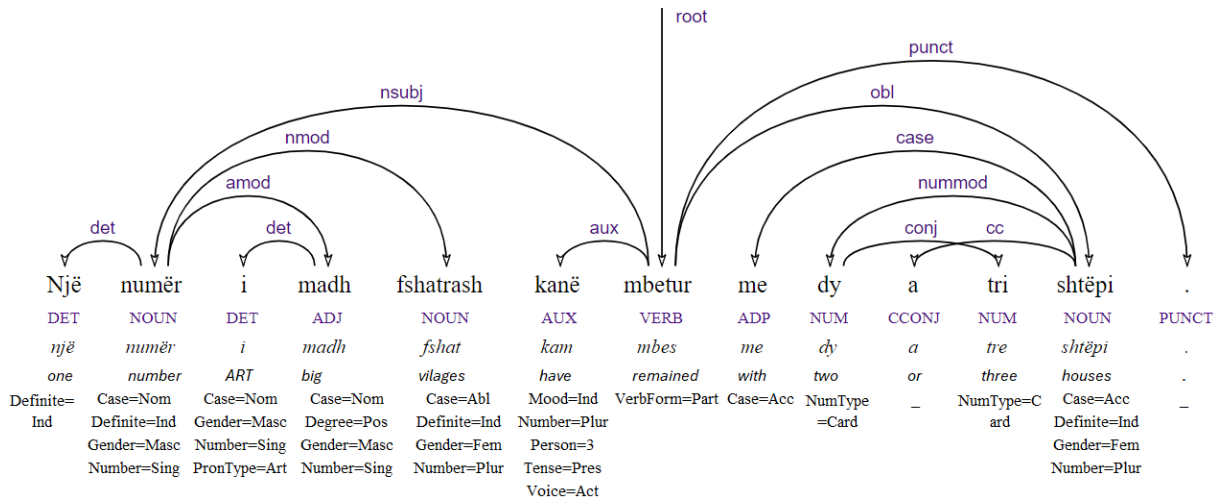 root
punct
nsubj obl
nmod case
amod nummod
det det aux conj cc
Një numër i madh fshatrash kanë mbetur me dy a tri shtëpi .
DET NOUN DET ADJ NOUN AUX VERB ADP NUM CCONJ NUM NOUN PUNCT
një numër i madh fshat kam mbes me dy a tre shtëpi .
one number ART big vilages have remained with two or three houses .
Definite= Case=Nom Case=Nom Case=Nom Case=Abl Mood=Ind VerbForm=Part Case=Acc NumType _ NumType=C Case=Acc _
Ind Definite=Ind Gender=Masc Degree=Pos Definite=Ind Number=Plur =Card ard Definite=Ind
Gender=Masc Number=Sing Gender=Masc Gender=Fem Person=3 Gender=Fem
Number=Sing PronType=Art Number=Sing Number=Plur Tense=Pres Number=Plur
Voice=Act